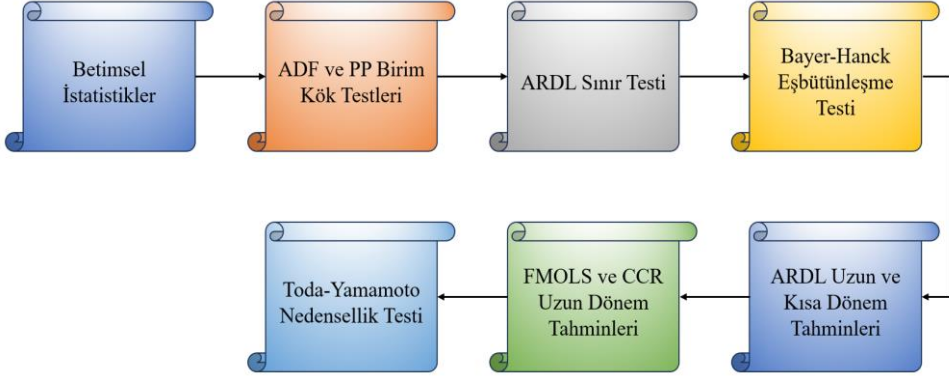 Betimsel
İstatistikler
ADF ve PP Birim
Kök Testleri
ARDL Sınır Testi
Bayer-Hanck
Eşbütünleşme
Testi
ARDL Uzun ve
Kısa Dönem
Tahminleri
FMOLS ve CCR
Uzun Dönem
Tahminleri
Toda-Yamamoto
Nedensellik Testi